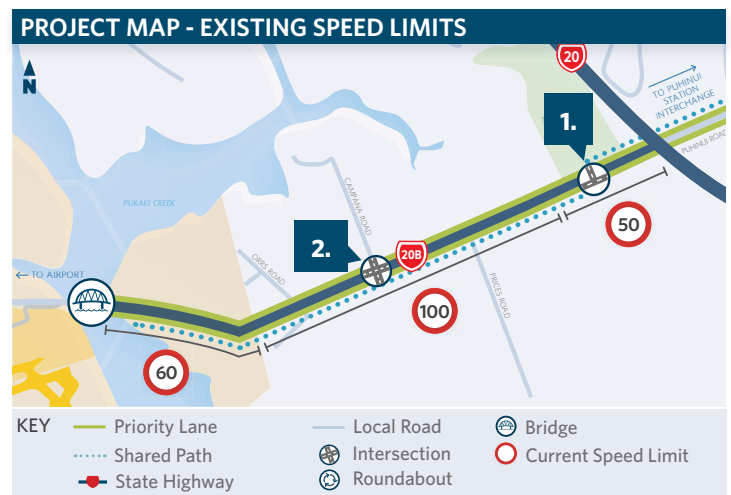 PROJECT MAP - EXISTING SPEED LIMITS
N
20
TO PUHINUI
STATION
INTERCHANGE
1.
PUHINUI ROAD
PUKAKI CREEK
CAMPANA ROAD
50
2.
20B
ORRS ROAD
← TO AIRPORT
PRICES ROAD
100
60
KEY
Priority Lane
Local Road
Bridge
Shared Path
Intersection
Current Speed Limit
State Highway
Roundabout